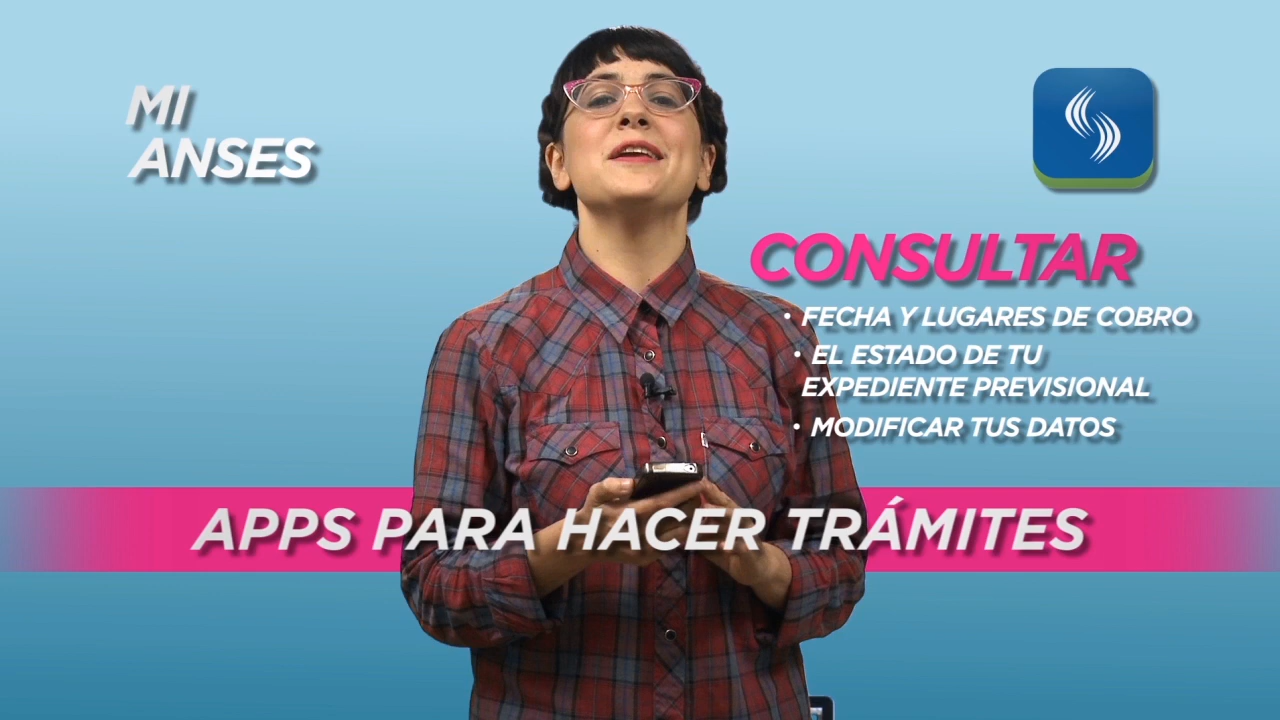 MI
ANSES
CONSULTAR
• FECHA Y LUGARES DE COBRO
• EL ESTADO DE TU
EXPEDIENTE PREVISIONAL
• MODIFICAR TUS DATOS
APPS PARA HACER TRÁMITES